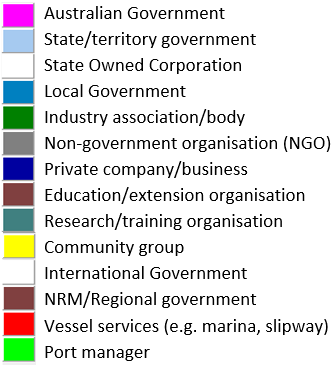 Australian Government
State/territory government
State Owned Corporation
Local Government
Industry association/body
Non-government organisation (NGO)
Private company/business
Education/extension organisation
Research/training organisation
Community group
International Government
NRM/Regional government
Vessel services (e.g. marina, slipway)
Port manager